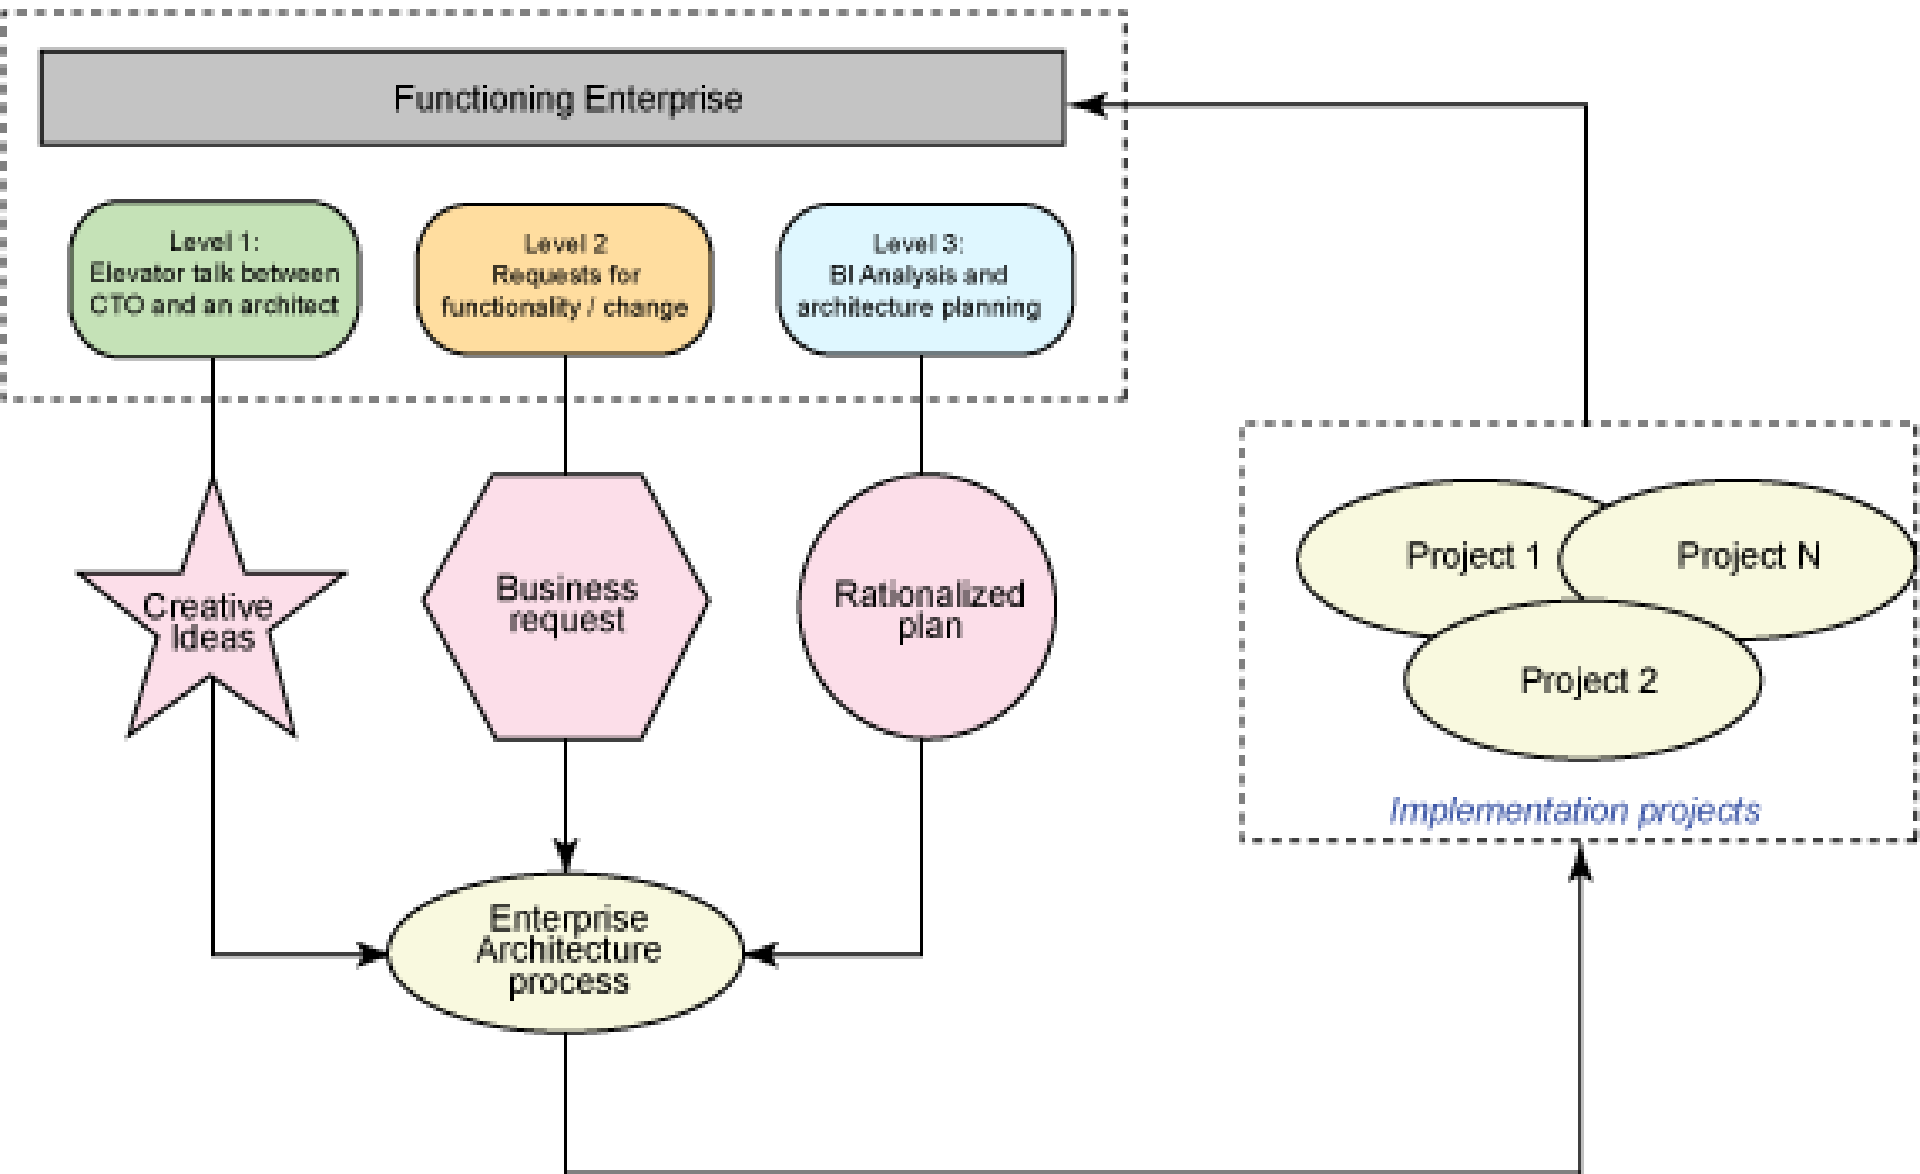 Functioning Enterprise
Level 1:
Elevator talk between
CTO and an architect
Level 2
Requests for
functionality / change
Level 3:
BI Analysis and
architecture planning
Creative
Ideas
Business
request
Rationalized
plan
Project 1
Project N
Project 2
Implementation projects
Enterprise
Architecture
process